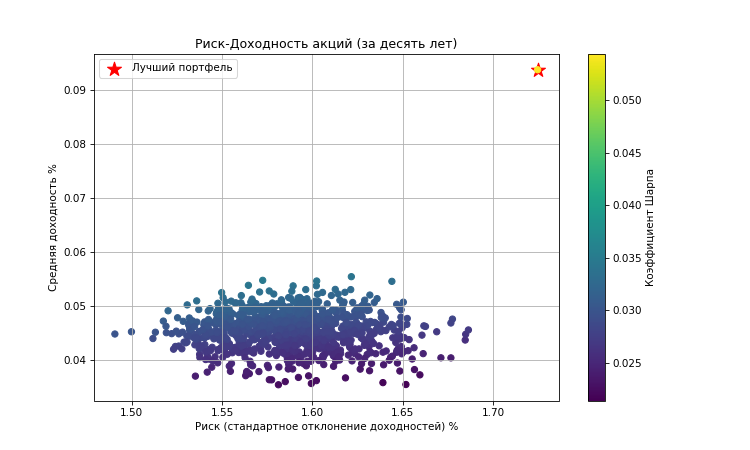 Риск-Доходность акций (за десять лет)
Лучший портфель
0.09
0.08
0.07
0.06
0.05
0.04
Средняя доходность %
1.50 1.55 1.60 1.65 1.70
Риск (стандартное отклонение доходностей) %
0.050
0.045
0.040
0.035
0.030
0.025
Коэффициент Шарпа